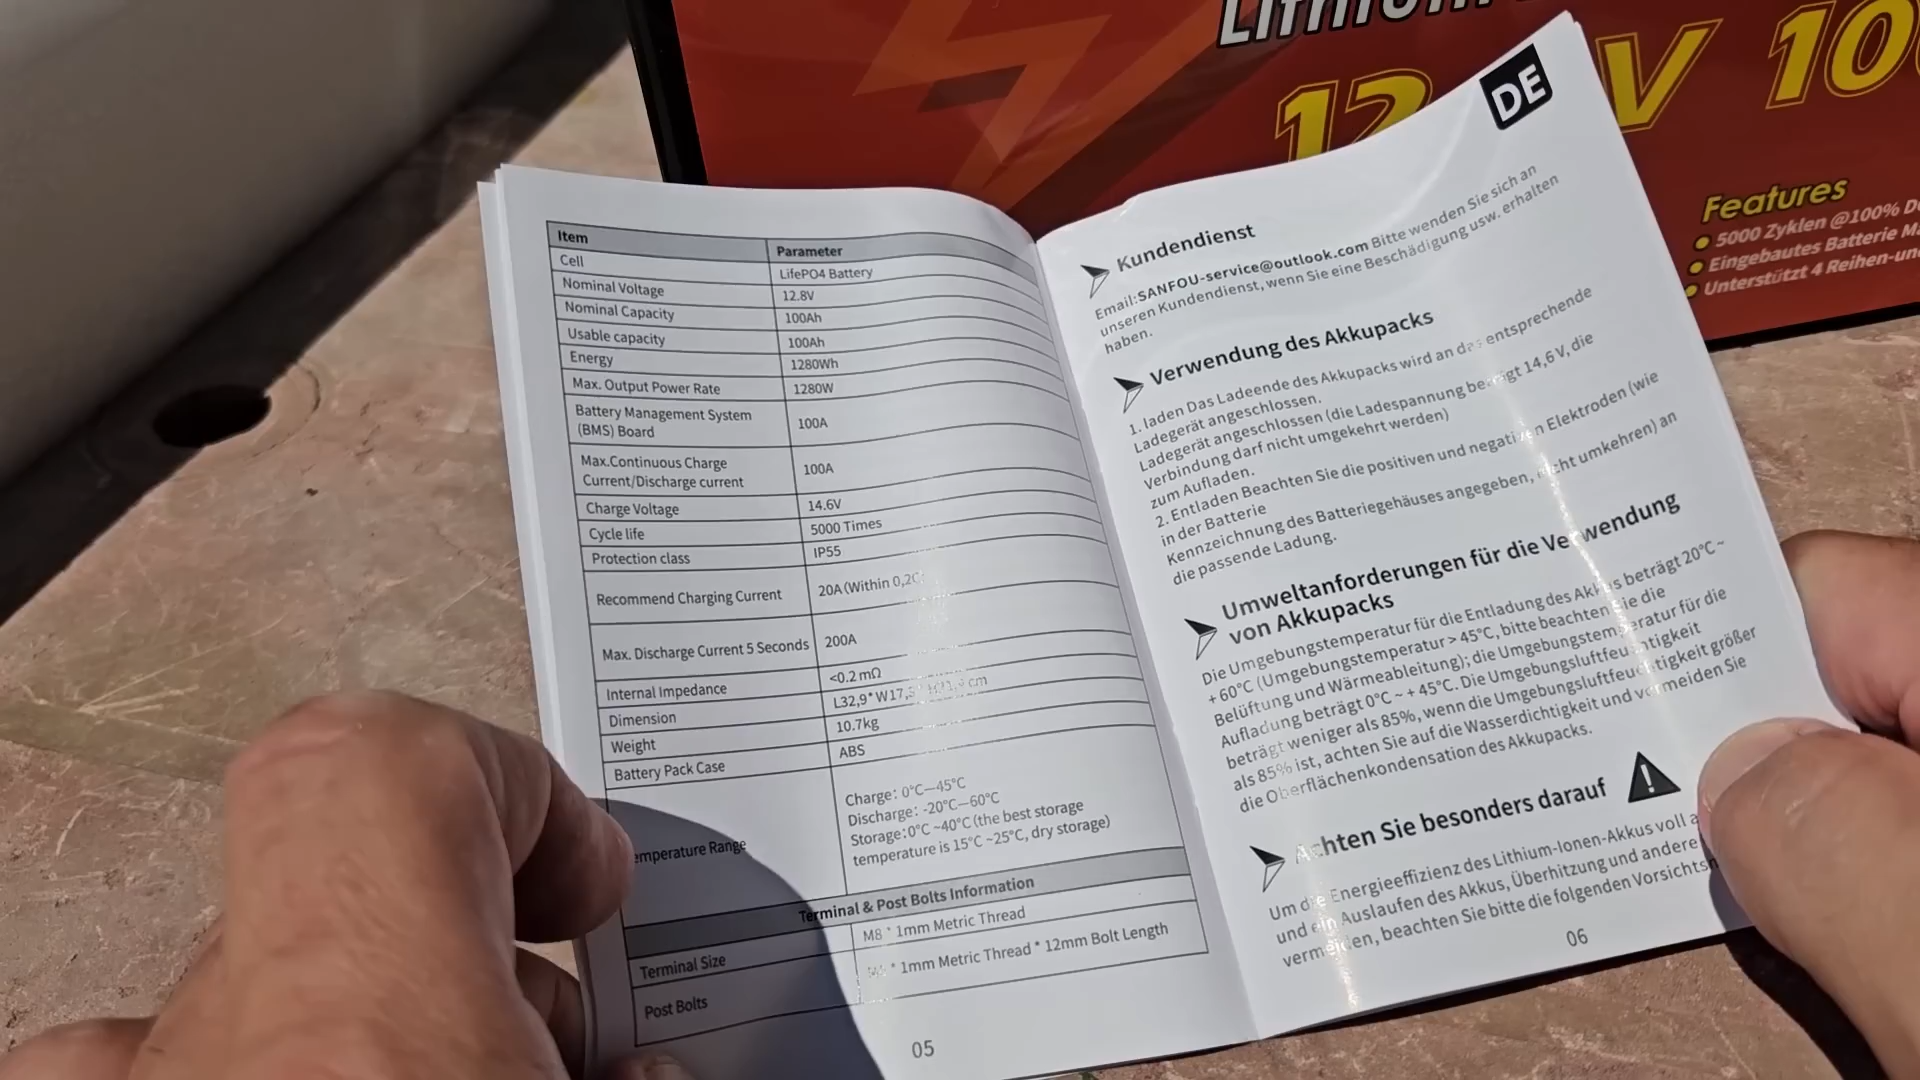 Lithium
12 V 10
DE
Features
5000 Zyklen @100%
Eingebautes Batterie
Unterstützt 4 Reihen-
Item Parameter
Cell LifePO4 Battery
Nominal Voltage 12.8V
Nominal Capacity 100Ah
Usable capacity 100Ah
Energy 1280Wh
Max. Output Power Rate 1280W
Battery Management System
(BMS) Board 100A
Max.Continuous Charge
Current/Discharge current 100A
Charge Voltage 14.6V
Cycle life 5000 Times
Protection class IP55
Recommend Charging Current 20A (Within
Max. Discharge Current 5 Seconds 200A
Internal Impedance <0.2 mΩ
Dimension cm
Weight 10.7kg
Battery Pack Case ABS
Temperature Range Charge: 0°C—45°C
Discharge: -20°C—60°C
Storage:0°C ~40°C (the best storage
temperature is 15°C ~25°C, dry storage)
Terminal & Post Bolts Information
Terminal Size M8 * 1mm Metric Thread
Post Bolts * 1mm Metric Thread * 12mm Bolt Length
05
Kundendienst
Email:SANFOU-service@outlook.com Bitte wenden Sie sich an
unseren Kundendienst, wenn Sie eine Beschädigung usw. erhalten
haben.
Verwendung des Akkupacks
1. laden Das Ladeende des Akkupacks wird an das entsprechende
Ladegerät angeschlossen.
Ladegerät angeschlossen (die Ladespannung beträgt 14,6 V, die
Verbindung darf nicht umgekehrt werden)
zum Aufladen.
2. Entladen Beachten Sie die positiven und negativen Elektroden (wie
in der Batterie
Kennzeichnung des Batteriegehäuses angegeben, nicht umkehren) an
die passende Ladung.
Umweltanforderungen für die Verwendung
von Akkupacks
Die Umgebungstemperatur für die Entladung des Akkus beträgt 20°C ~
+ 60°C (Umgebungstemperatur > 45°C, bitte beachten Sie die
Belüftung und Wärmeableitung); die Umgebungstemperatur für die
Aufladung beträgt 0°C ~ + 45°C. Die Umgebungsluftfeuchtigkeit
beträgt weniger als 85%, wenn die Umgebungsluftfeuchtigkeit größer
als 85% ist, achten Sie auf die Wasserdichtigkeit und vermeiden Sie
die Oberflächenkondensation des Akkupacks.
Achten Sie besonders darauf
Um die Energieeffizienz des Lithium-Ionen-Akkus voll
und ein Auslaufen des Akkus, Überhitzung und andere
vermeiden, beachten Sie bitte die folgenden
06